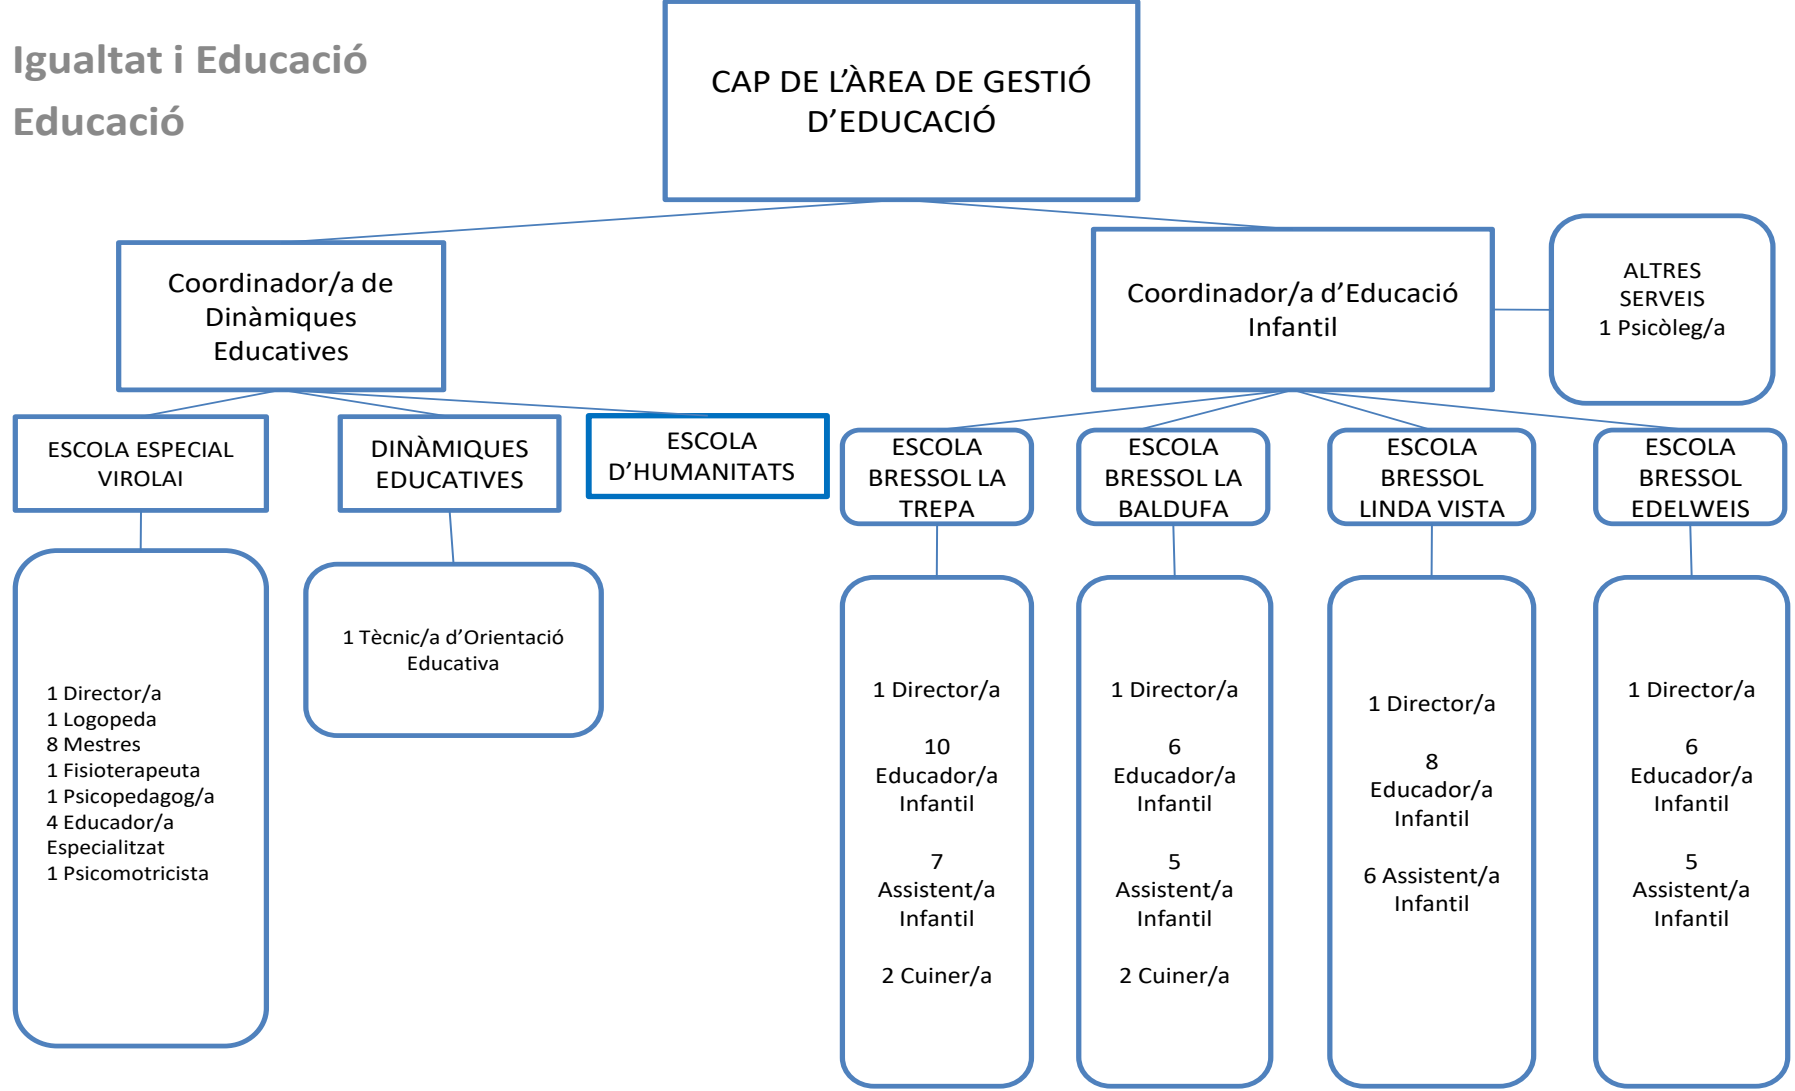 Igualtat i Educació
Educació
CAP DE L’ÀREA DE GESTIÓ
D’EDUCACIÓ
Coordinador/a de
Dinàmiques
Educatives
Coordinador/a d’Educació
Infantil
ALTRES
SERVEIS
1 Psicòleg/a
ESCOLA ESPECIAL
VIROLAI
DINÀMIQUES
EDUCATIVES
ESCOLA
D’HUMANITATS
ESCOLA
BRESSOL LA
TREPA
ESCOLA
BRESSOL LA
BALDUFA
ESCOLA
BRESSOL
LINDA VISTA
ESCOLA
BRESSOL
EDELWEIS
1 Director/a
1 Logopeda
8 Mestres
1 Fisioterapeuta
1 Psicopedagog/a
4 Educador/a
Especialitzat
1 Psicomotricista
1 Tècnic/a d’Orientació
Educativa
1 Director/a
10
Educador/a
Infantil
7
Assistent/a
Infantil
2 Cuiner/a
1 Director/a
6
Educador/a
Infantil
5
Assistent/a
Infantil
2 Cuiner/a
1 Director/a
8
Educador/a
Infantil
6 Assistent/a
Infantil
1 Director/a
6
Educador/a
Infantil
5
Assistent/a
Infantil